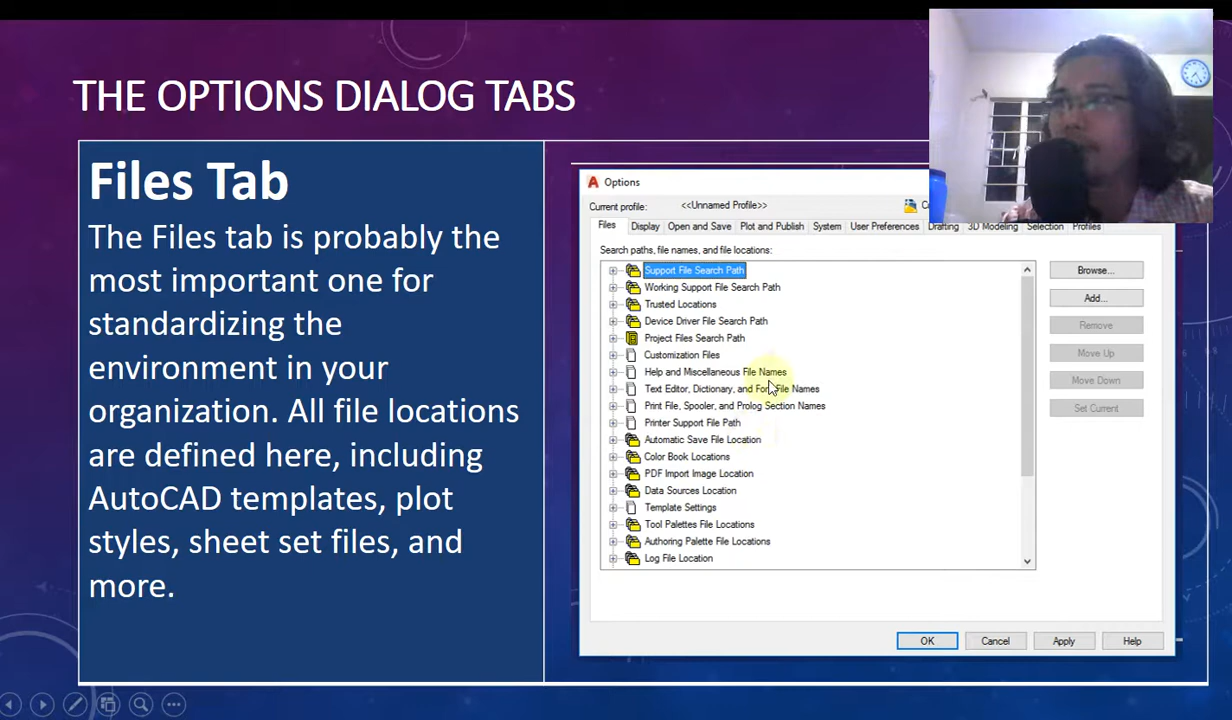 THE OPTIONS DIALOG TABS
Files Tab
The Files tab is probably the
most important one for
standardizing the
environment in your
organization. All file locations
are defined here, including
AutoCAD templates, plot
styles, sheet set files, and
more.
A Options
Current profile: <<Unnamed Profile>>
Files Display Open and Save Plot and Publish System User Preferences Drafting 3D Modeling Selection Profiles
Search paths, file names, and file locations:
Support File Search Path
Working Support File Search Path
Trusted Locations
Device Driver File Search Path
Project Files Search Path
Customization Files
Help and Miscellaneous File Names
Text Editor, Dictionary, and Font File Names
Print File, Spooler, and Prolog Section Names
Printer Support File Path
Automatic Save File Location
Color Book Locations
PDF Import Image Location
Data Sources Location
Template Settings
Tool Palettes File Locations
Authoring Palette File Locations
Log File Location
Browse...
Add...
Remove
Move Up
Move Down
Set Current
OK Cancel Apply Help